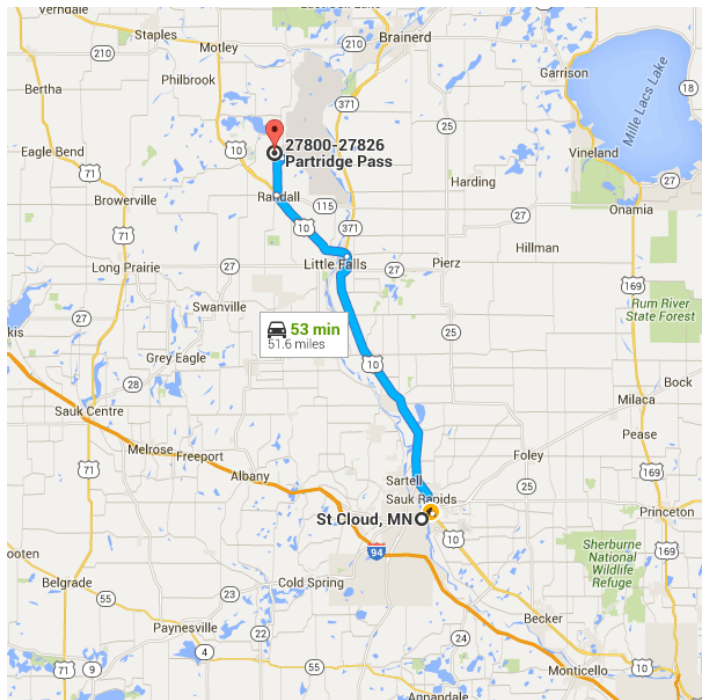 Verndale
Staples
Motley
Brainerd
210
210
Philbrook
Garrison
18
Bertha
371
Mille Lacs Lake
25
10
27800-27826
Partridge Pass
Eagle Bend
71
Vineland
27
Browerville
Randall
115
Harding
Onamia
27
71
10
371
Hillman
169
Long Prairie
27
Little Falls
27
Pierz
Swanville
Rum River
State Forest
27
53 min
51.6 miles
25
kis
Grey Eagle
10
28
Bock
Sauk Centre
Milaca
Melrose
Freeport
Pease
Foley
71
Albany
Sartell
25
169
Sauk Rapids
Princeton
St Cloud, MN
10
94
Sherburne
National
Wildlife
Refuge
169
ooten
Belgrade
23
Cold Spring
55
Becker
Paynesville
22
24
4
25
71
9
55
Monticello
Annandale